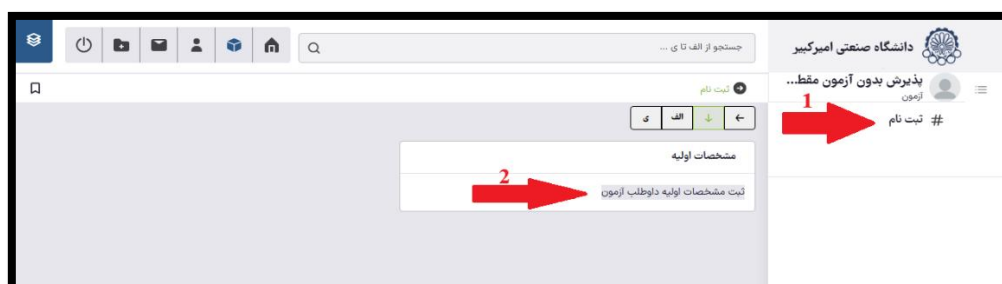 دانشگاه صنعتی امیرکبیر
جستجو از الف تا ی ...
پذیرش بدون آزمون مقط...
آزمون
1
# ثبت نام
ثبت نام
الف
ی
مشخصات اولیه
2
ثبت مشخصات اولیه داوطلب آزمون